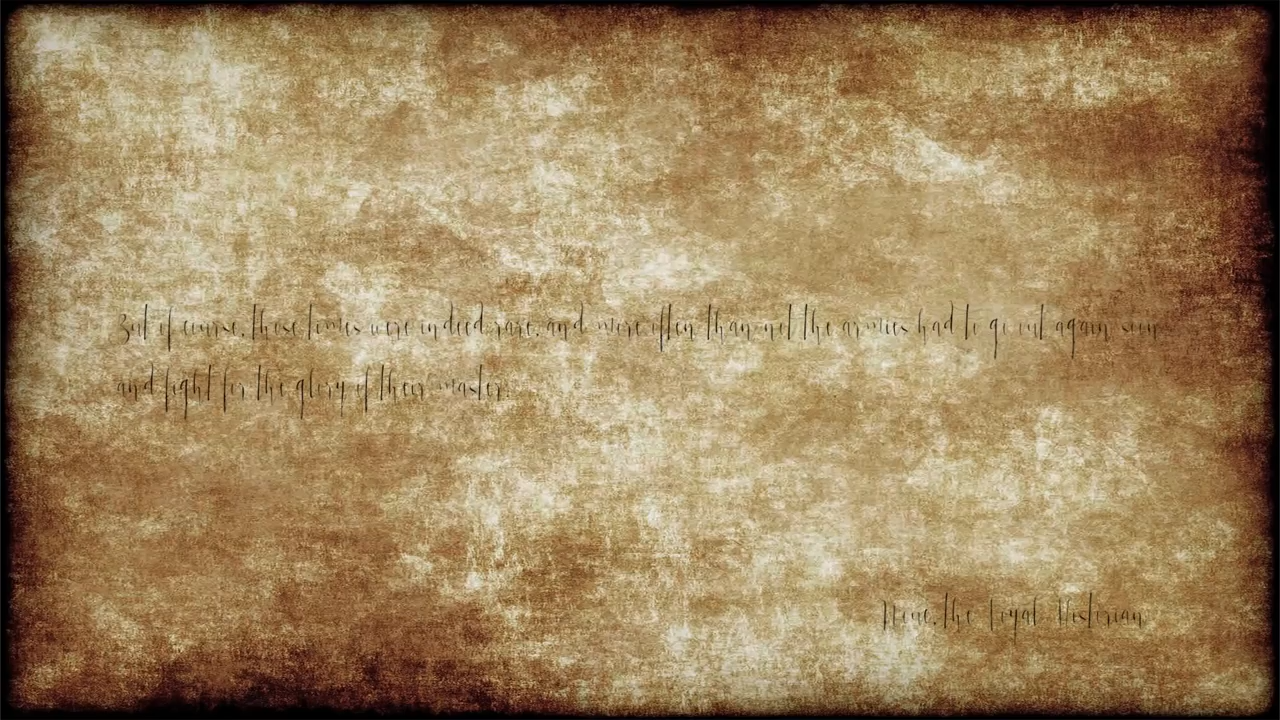 But of course, those times were indeed rare, and more often than not the armies had to go out again soon
and fight for the glory of their master.
the Loyal Historian